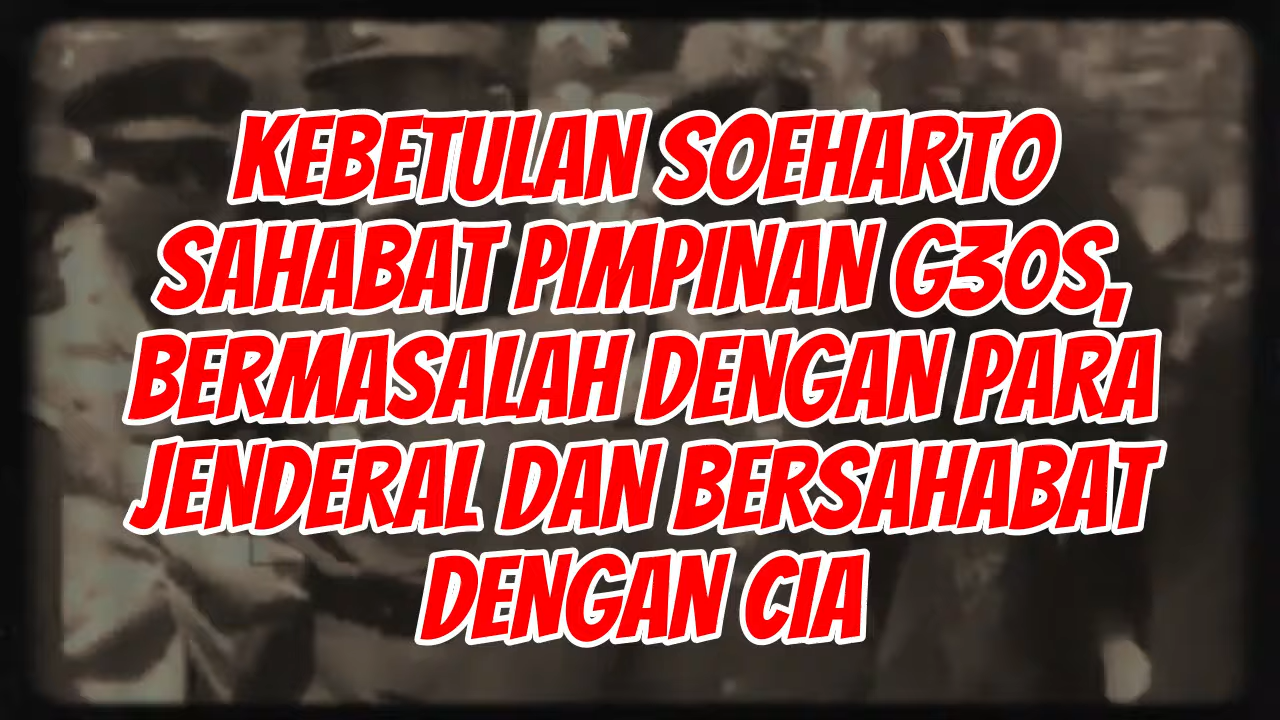 KEBETULAN SOEHARTO
SAHABAT PIMPINAN G30S,
BERMASALAH DENGAN PARA
JENDERAL DAN BERSAHABAT
DENGAN CIA